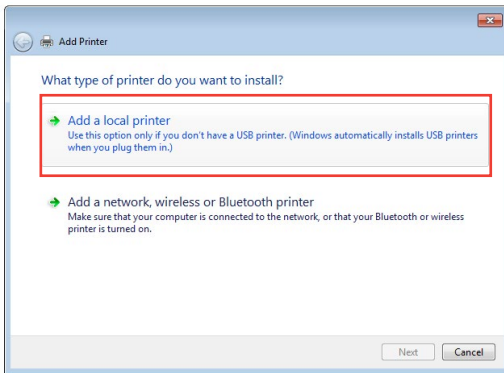 Add Printer
What type of printer do you want to install?
Add a local printer
Use this option only if you don't have a USB printer. (Windows automatically installs USB printers
when you plug them in.)
Add a network, wireless or Bluetooth printer
Make sure that your computer is connected to the network, or that your Bluetooth or wireless
printer is turned on.
Next Cancel